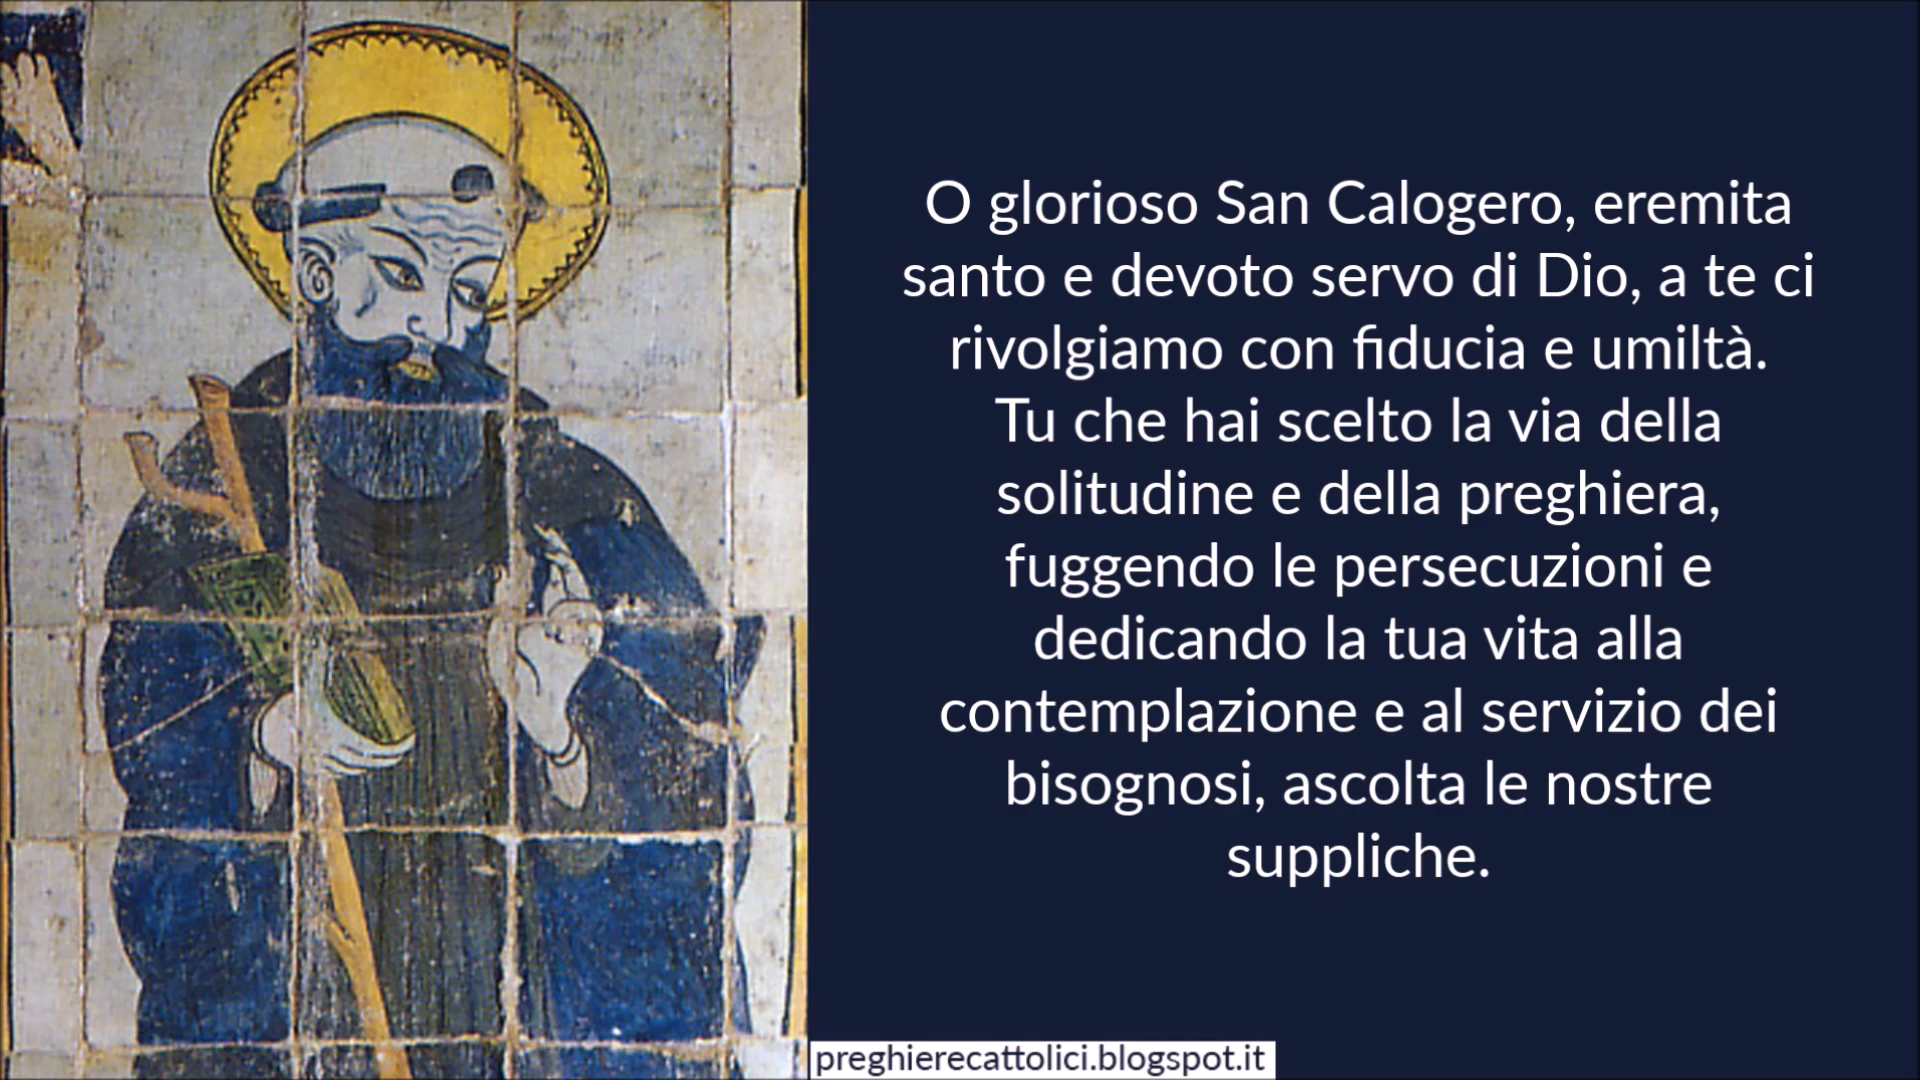 O glorioso San Calogero, eremita
santo e devoto servo di Dio, a te ci
rivolgiamo con fiducia e umiltà.
Tu che hai scelto la via della
solitudine e della preghiera,
fuggendo le persecuzioni e
dedicando la tua vita alla
contemplazione e al servizio dei
bisognosi, ascolta le nostre
suppliche.
preghierecattolici.blogspot.it